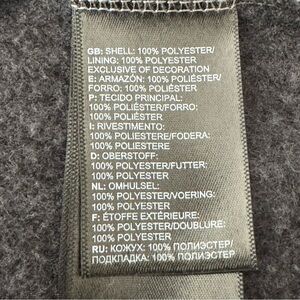 GB: SHELL: 100% POLYESTER/
LINING: 100% POLYESTER
EXCLUSIVE OF DECORATION
E: ARMAZÓN: 100% POLIÉSTER/
FORRO: 100% POLIÉSTER
P: TECIDO PRINCIPAL:
100% POLIÉSTER/FORRO:
100% POLIÉSTER
I: RIVESTIMENTO:
100% POLIESTERE/FODERA:
100% POLIESTERE
D: OBERSTOFF:
100% POLYESTER/FUTTER:
100% POLYESTER
NL: OMHULSEL:
100% POLYESTER/VOERING:
100% POLYESTER
F: ÉTOFFE EXTÉRIEURE:
100% POLYESTER/DOUBLURE:
100% POLYESTER
RU: КОЖУХ: 100% ПОЛИЭСТЕР/
ПОДКЛАДКА: 100% ПОЛИЭСТЕР